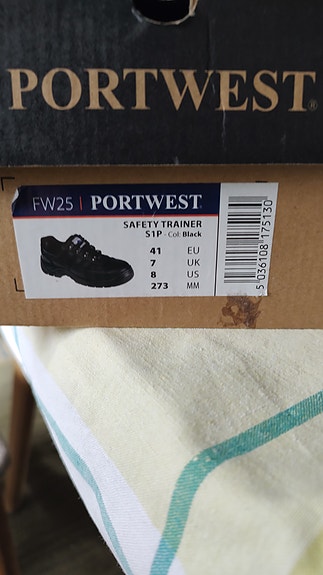 PORTWEST®
FW25 | PORTWEST
SAFETY TRAINER
S1P - Col: Black
41 EU
7 UK
8 US
273 MM
5 036108 175130